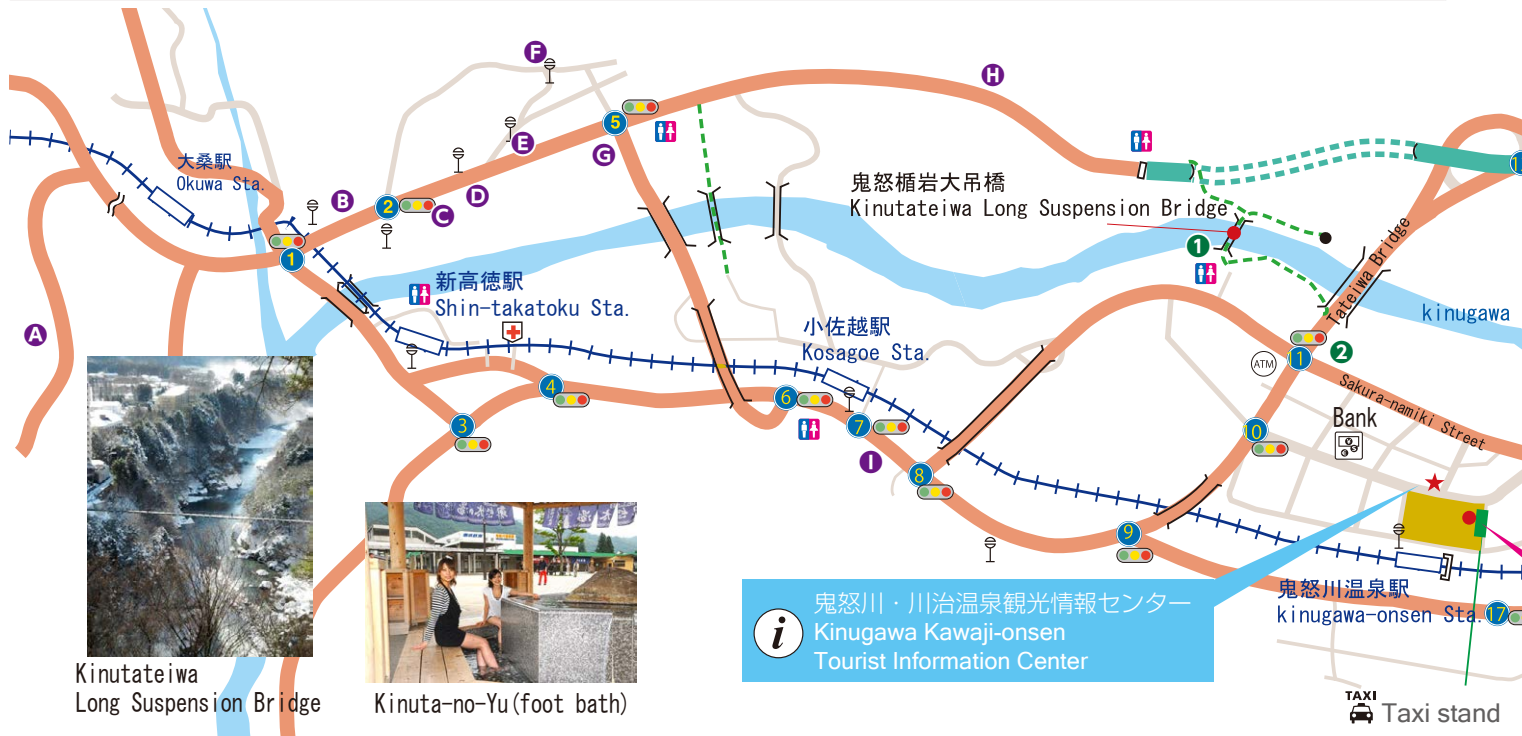 F
H
5
E
G
大桑駅
Okuwa Sta.
B
2
C
D
鬼怒楯岩大吊橋
Kinutateiwa Long Suspension Bridge
1
1
Tateiwa Bridge
kinugawa
新高徳駅
Shin-takatoku Sta.
A
小佐越駅
Kosagoe Sta.
ATM
1
2
Sakura-namiki Street
4
6
7
3
I
8
10
Bank
9
鬼怒川温泉駅
kinugawa-onsen Sta.
17
i
鬼怒川・川治温泉観光情報センター
Kinugawa Kawaji-onsen
Tourist Information Center
Kinutateiwa
Long Suspension Bridge
Kinuta-no-Yu(foot bath)
TAXI
Taxi stand